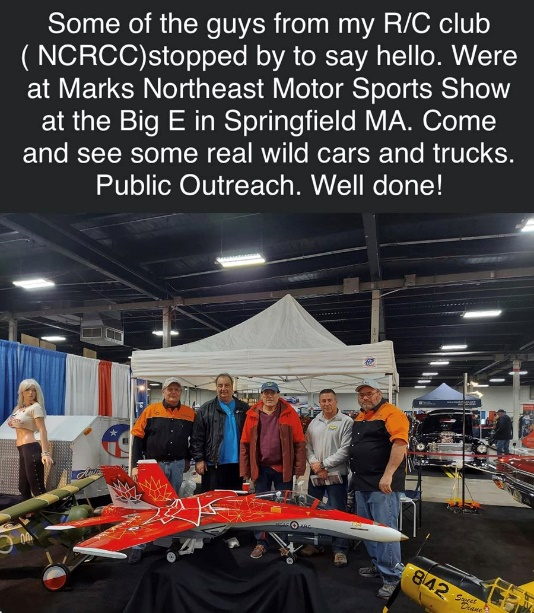 Some of the guys from my R/C club
( NCRCC)stopped by to say hello. Were
at Marks Northeast Motor Sports Show
at the Big E in Springfield MA. Come
and see some real wild cars and trucks.
Public Outreach. Well done!
842
Sweet